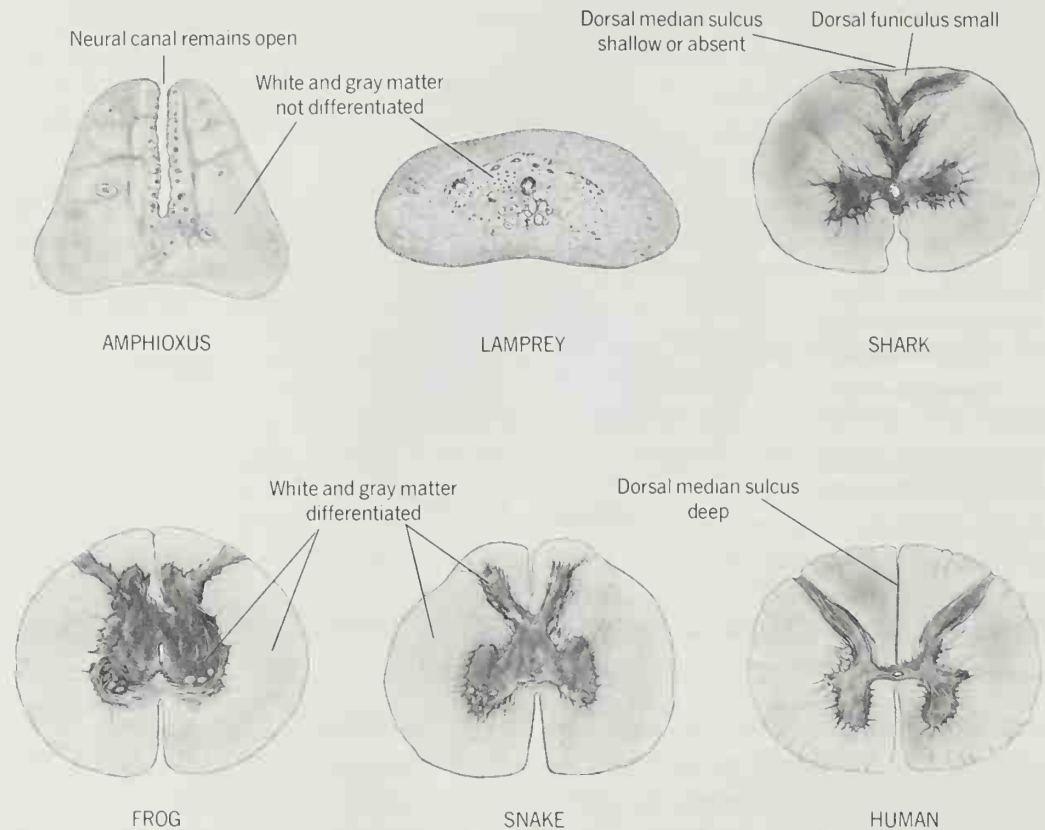 Neural canal remains open
White and gray matter
not differentiated
Dorsal median sulcus
shallow or absent
Dorsal funiculus small
AMPHIOXUS
LAMPREY
SHARK
White and gray matter
differentiated
Dorsal median sulcus
deep
FROG
SNAKE
HUMAN